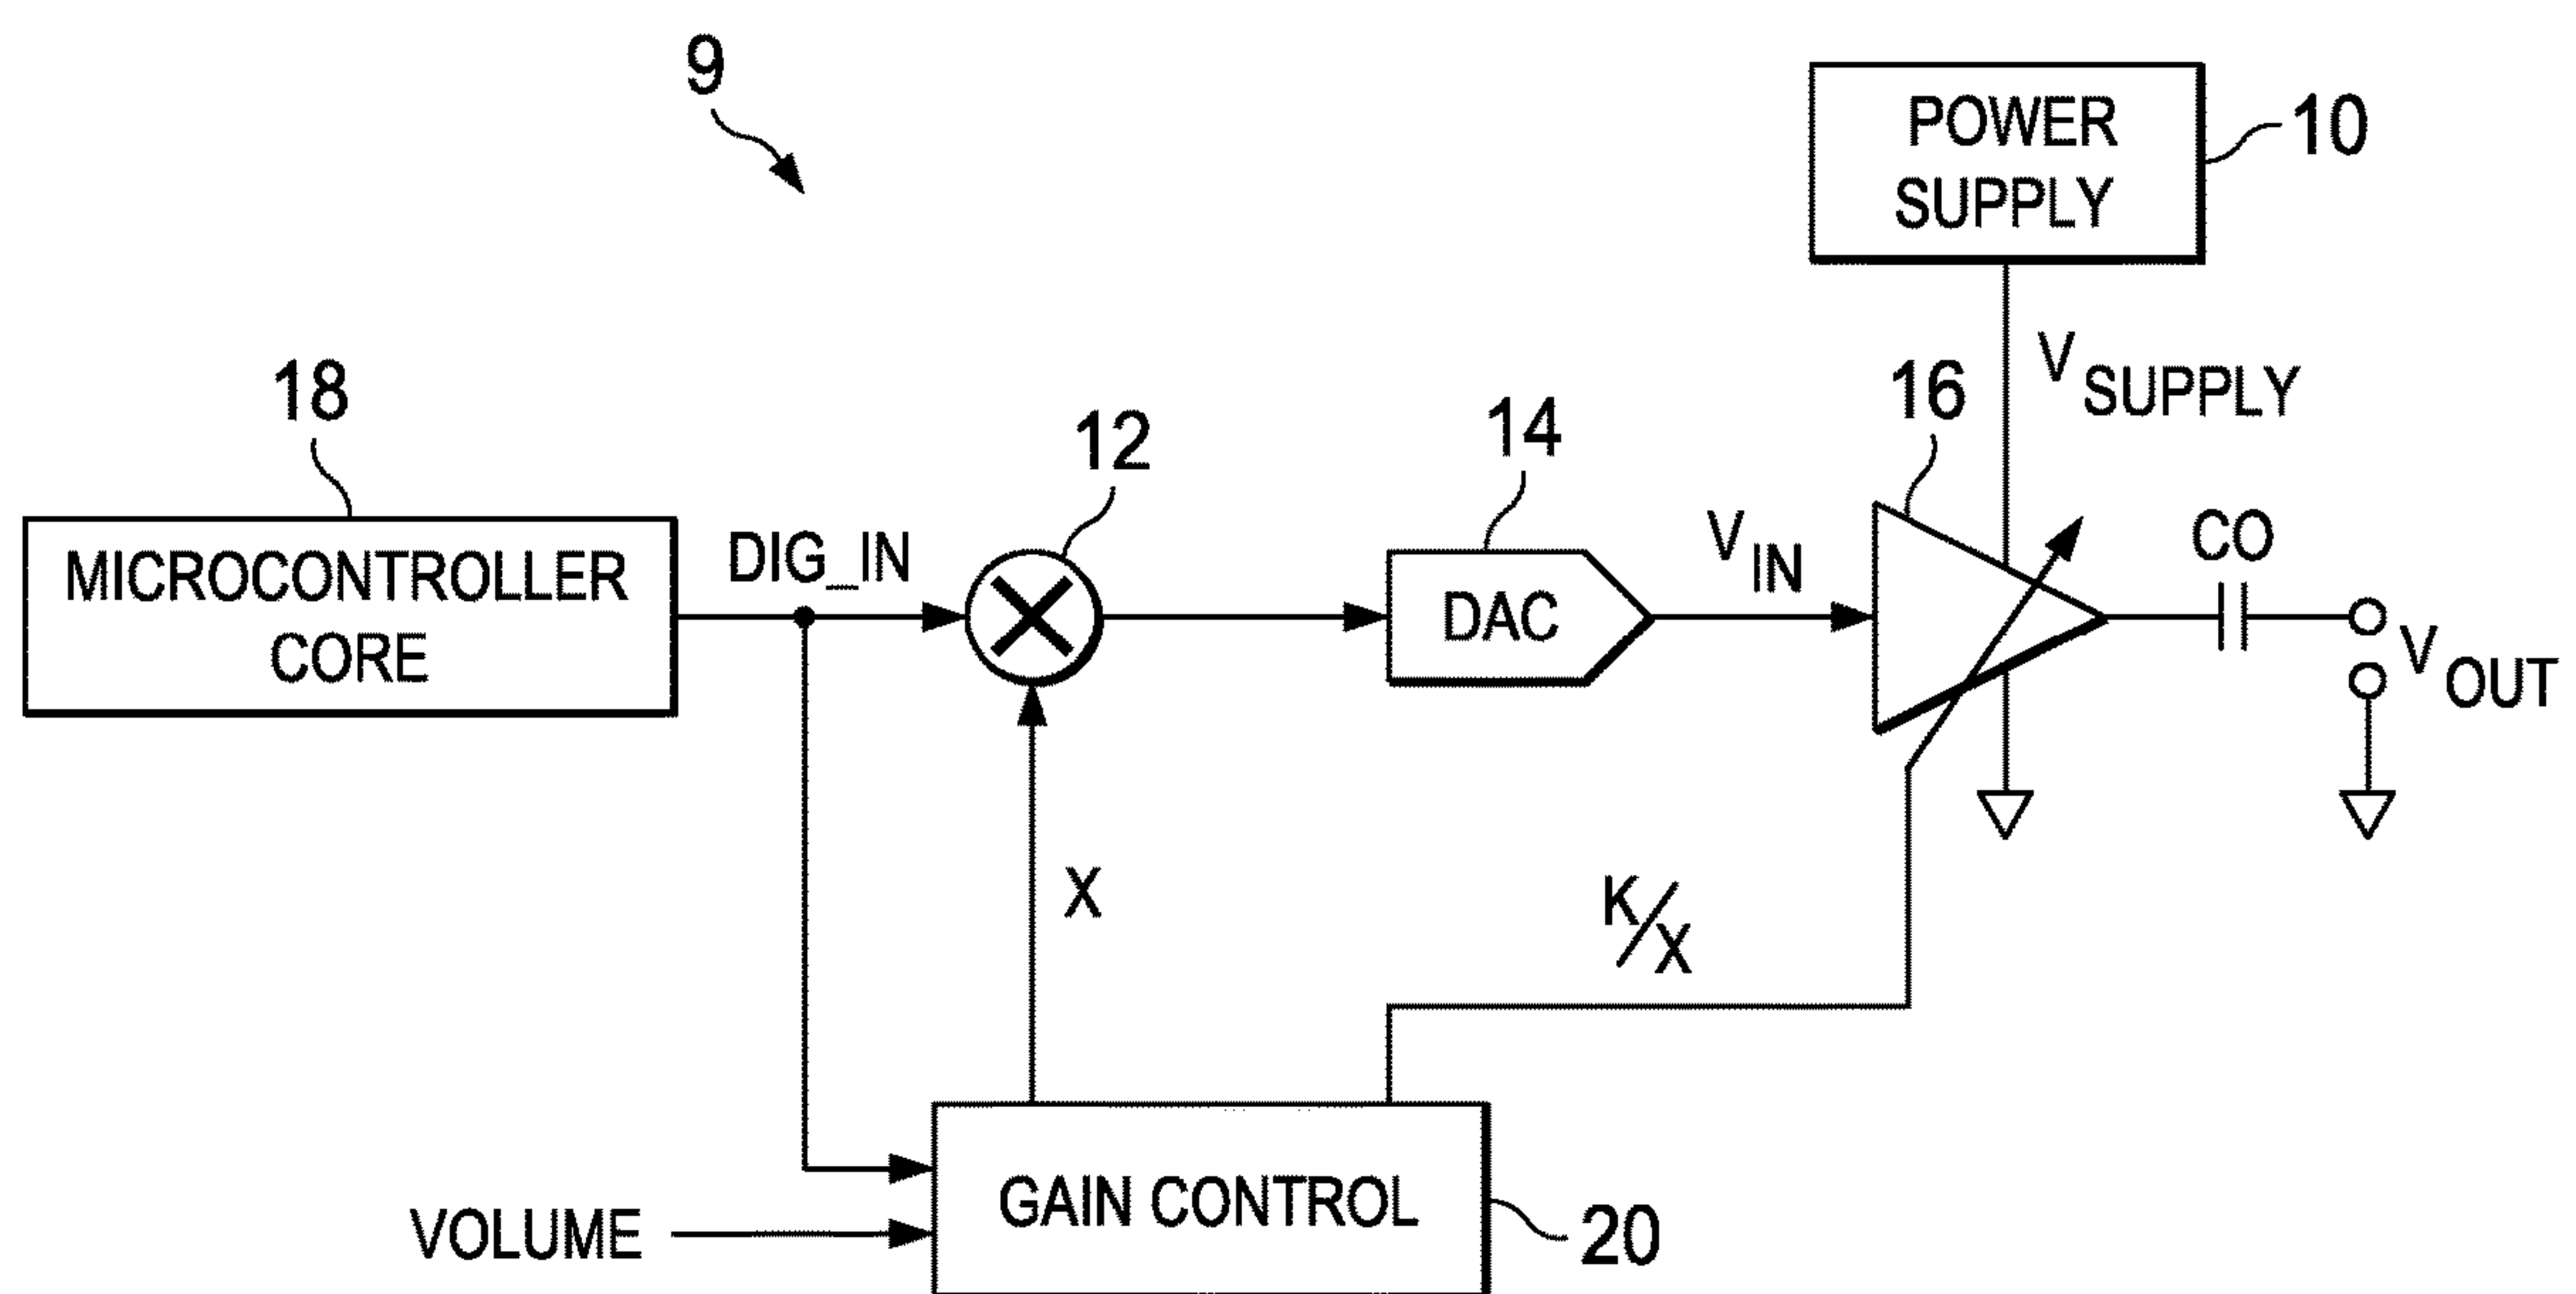 9
POWER
SUPPLY
10
V SUPPLY
18
12
14
16
MICROCONTROLLER
CORE
DIG_IN
DAC
V IN
CO
V OUT
X
K/X
GAIN CONTROL
VOLUME
20